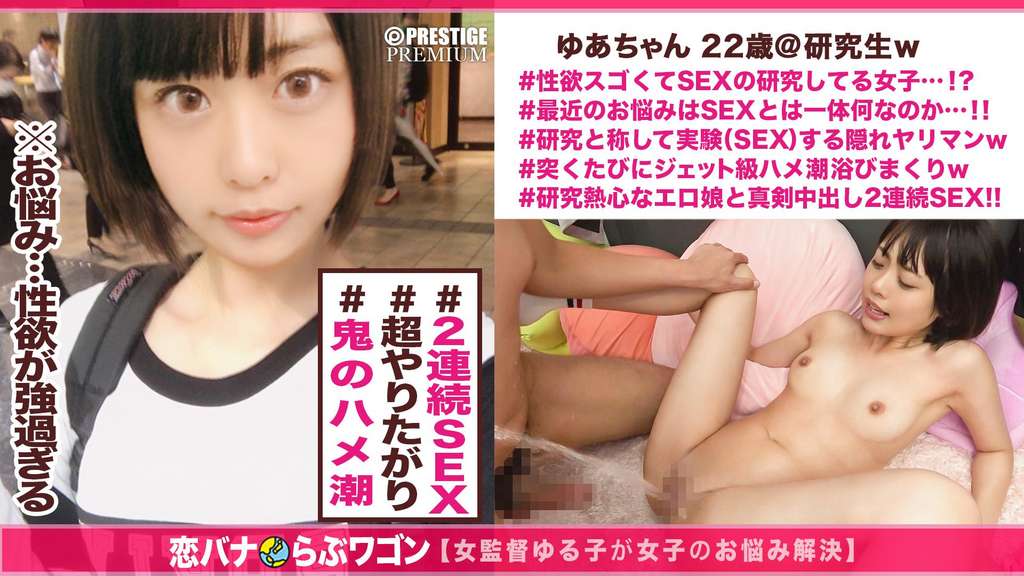 PRESTIGE
PREMIUM
※お悩み…性欲が強過ぎる
#2連続SEX
#超やりたがり
#鬼のハメ潮
ゆあちゃん 22歳@研究生w
#性欲スゴくてSEXの研究してる女子…!?
#最近のお悩みはSEXとは一体何なのか…!!
#研究と称して実験(SEX)する隠れヤリマンw
#突くたびにジェット級ハメ潮浴びまくりw
#研究熱心なエロ娘と真剣中出し2連続SEX!!
恋バナらぶワゴン【女監督ゆる子が女子のお悩み解決】